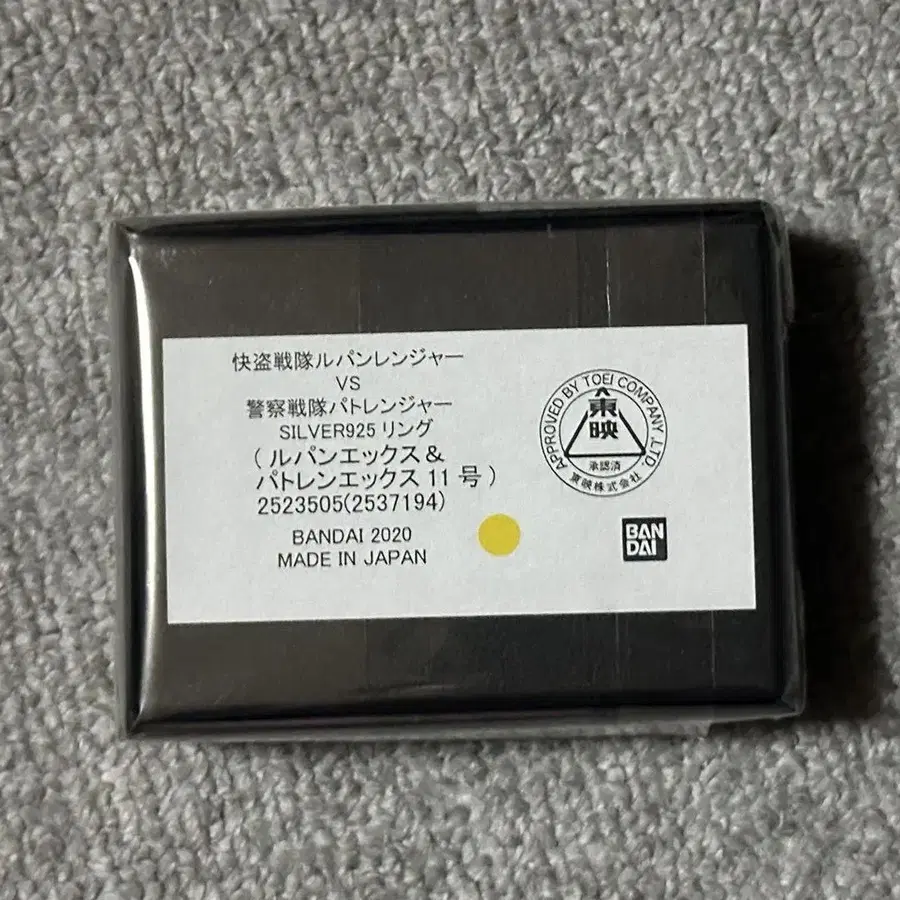 快盗戦隊ルパンレンジャー
VS
警察戦隊パトレンジャー
SILVER925 リング
( ルパンエックス＆
パトレンエックス 11 号 )
2523505(2537194)
BANDAI 2020
MADE IN JAPAN
APPROVED BY TOEI COMPANY, LTD.
東映
承認済
東映株式会社
BAN
DAI